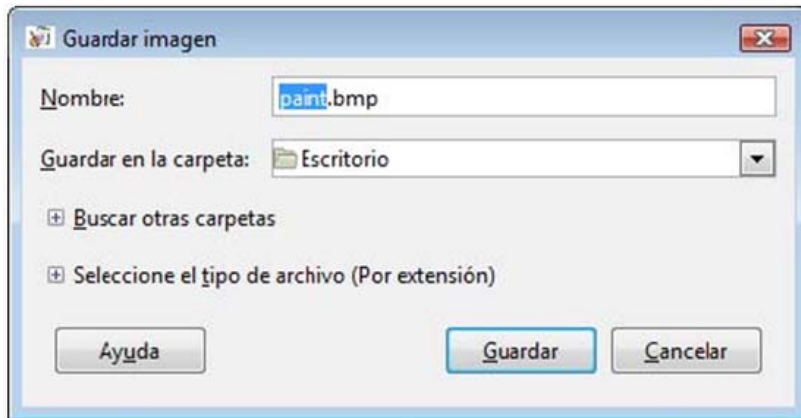 Guardar imagen
Nombre: paint.bmp
Guardar en la carpeta: Escritorio
Buscar otras carpetas
Seleccione el tipo de archivo (Por extensión)
Ayuda Guardar Cancelar